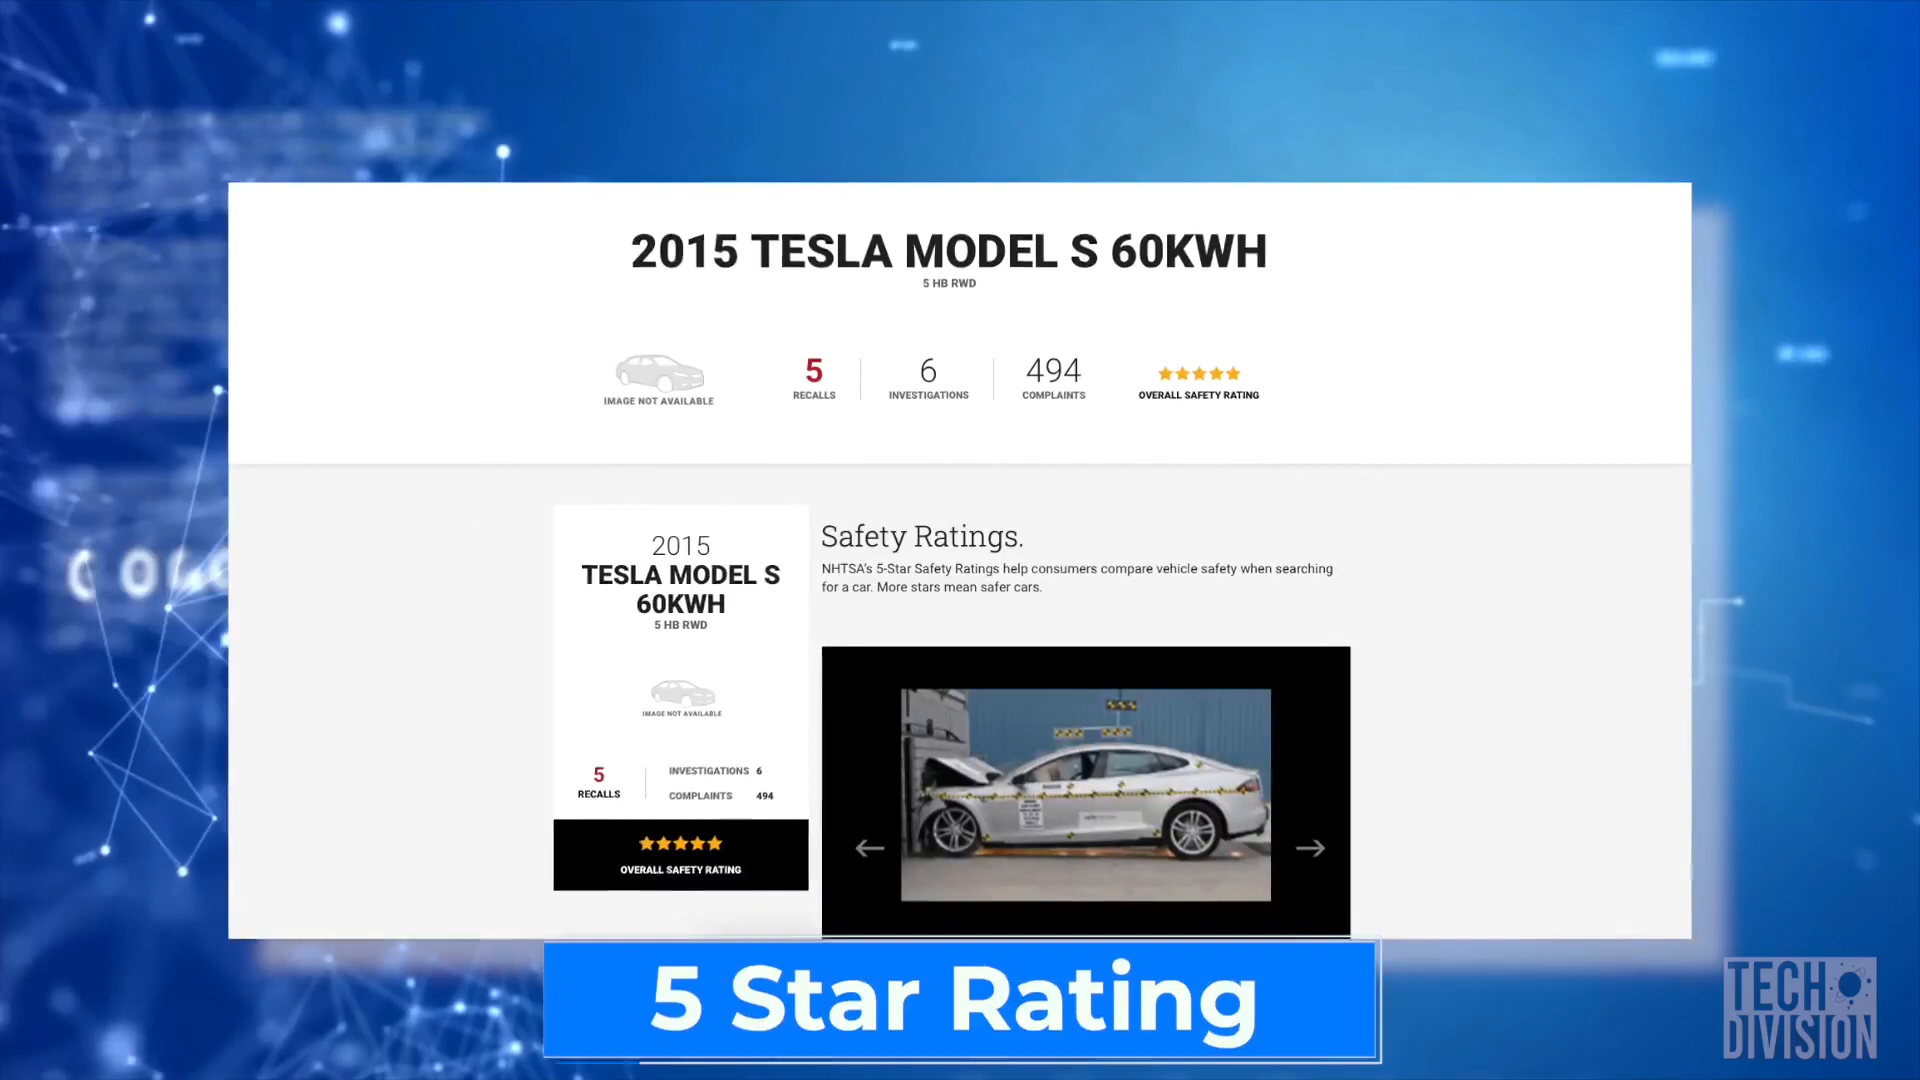 2015 TESLA MODEL S 60KWH
5 HB RWD
IMAGE NOT AVAILABLE
5
RECALLS
6
INVESTIGATIONS
494
COMPLAINTS
OVERALL SAFETY RATING
2015
TESLA MODEL S
60KWH
5 HB RWD
IMAGE NOT AVAILABLE
5
RECALLS
INVESTIGATIONS 6
COMPLAINTS 494
OVERALL SAFETY RATING
Safety Ratings.
NHTSA's 5-Star Safety Ratings help consumers compare vehicle safety when searching
for a car. More stars mean safer cars.
5 Star Rating
TECH
DIVISION